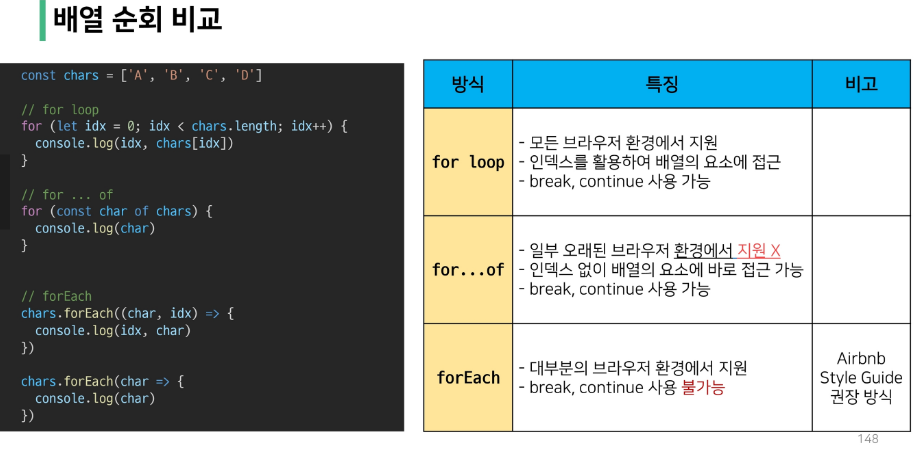 배열 순회 비교
const chars = ['A', 'B', 'C', 'D']
// for loop
for (let idx = 0; idx < chars.length; idx++) {
  console.log(idx, chars[idx])
}
// for ... of
for (const char of chars) {
  console.log(char)
}
// forEach
chars.forEach((char, idx) => {
  console.log(idx, char)
})
chars.forEach(char => {
  console.log(char)
})
방식 특징 비고
for loop
- 모든 브라우저 환경에서 지원
- 인덱스를 활용하여 배열의 요소에 접근
- break, continue 사용 가능
for...of
- 일부 오래된 브라우저 환경에서 지원 X
- 인덱스 없이 배열의 요소에 바로 접근 가능
- break, continue 사용 가능
forEach
- 대부분의 브라우저 환경에서 지원
- break, continue 사용 불가능
Airbnb
Style Guide
권장 방식
148